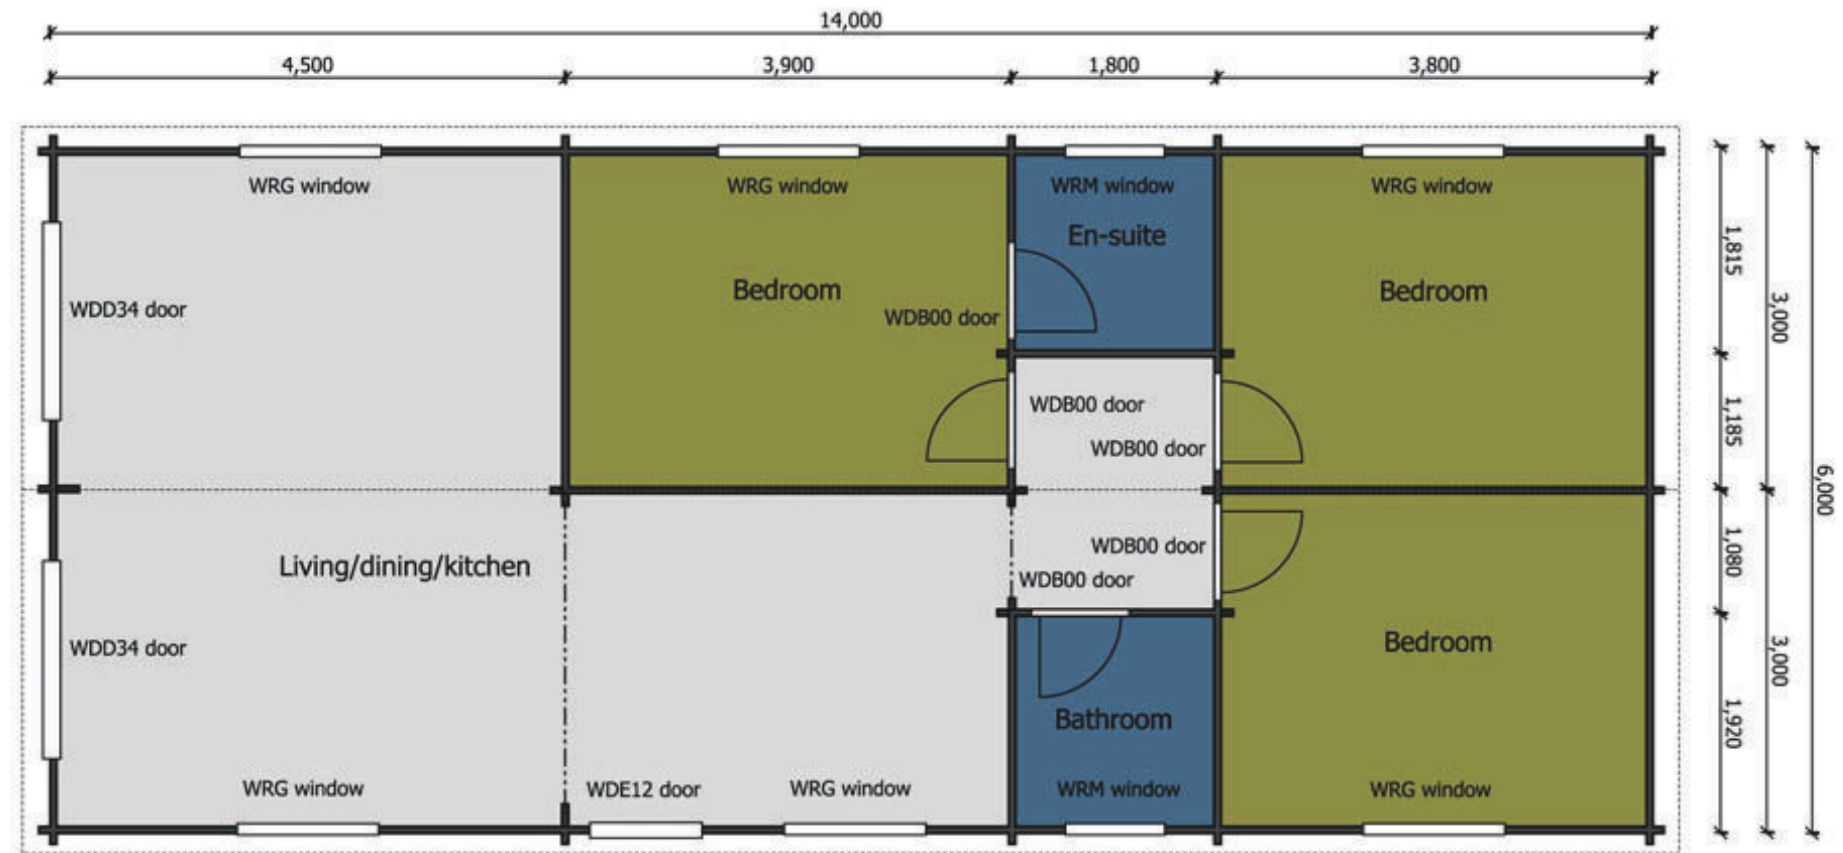 14,000
4,500 3,900 1,800 3,800
WRG window WRG window WRM window WRG window
En-suite
1,815
Bedroom Bedroom
WDD34 door
WDB00 door
3,000
WDB00 door
1,185
WDB00 door
6,000
WDB00 door
1,080
Living/dining/kitchen
WDB00 door
WDD34 door
Bedroom
3,000
Bathroom
1,920
WRG window WDE12 door WRG window WRM window WRG window